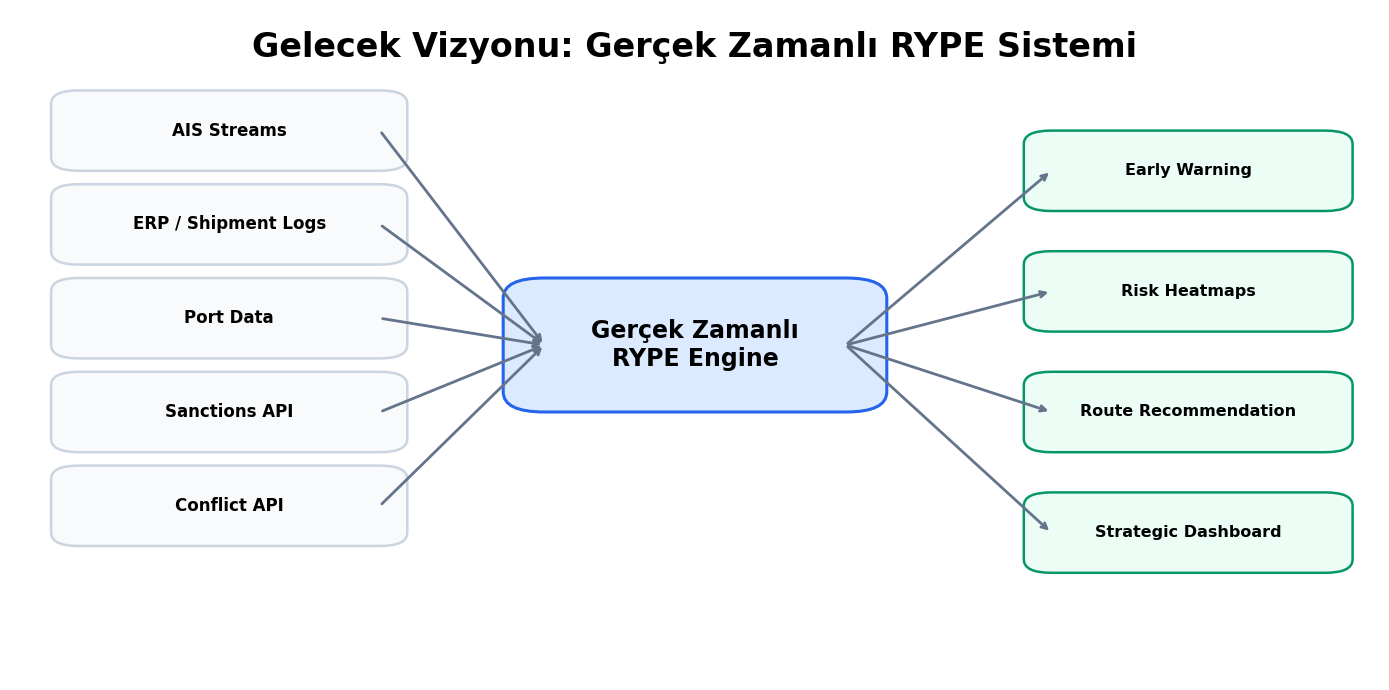 Gelecek Vizyonu: Gerçek Zamanlı RYPE Sistemi
AIS Streams
ERP / Shipment Logs
Port Data
Sanctions API
Conflict API
Gerçek Zamanlı
RYPE Engine
Early Warning
Risk Heatmaps
Route Recommendation
Strategic Dashboard